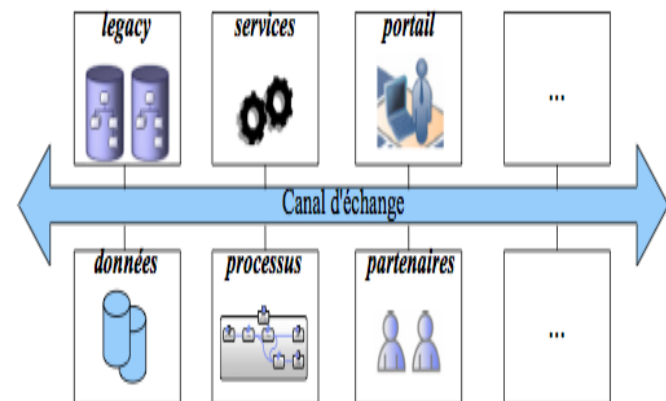 legacy
services
portail
...
Canal d'échange
données
processus
partenaires
...